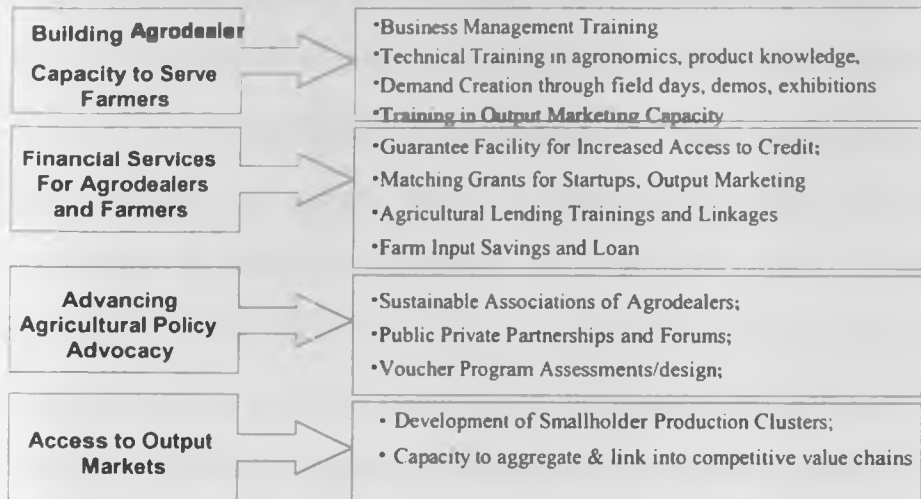 Building Agrodealer
Capacity to Serve
Farmers
•Business Management Training
•Technical Training in agronomics, product knowledge,
•Demand Creation through field days, demos, exhibitions
•Training in Output Marketing Capacity
Financial Services
For Agrodealers
and Farmers
•Guarantee Facility for Increased Access to Credit;
•Matching Grants for Startups, Output Marketing
•Agricultural Lending Trainings and Linkages
•Farm Input Savings and Loan
Advancing
Agricultural Policy
Advocacy
•Sustainable Associations of Agrodealers;
•Public Private Partnerships and Forums;
•Voucher Program Assessments/design;
Access to Output
Markets
• Development of Smallholder Production Clusters;
• Capacity to aggregate & link into competitive value chains